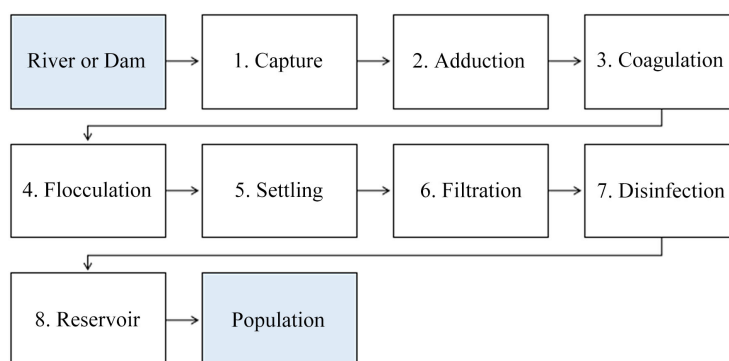 River or Dam
1. Capture
2. Adduction
3. Coagulation
4. Flocculation
5. Settling
6. Filtration
7. Disinfection
8. Reservoir
Population